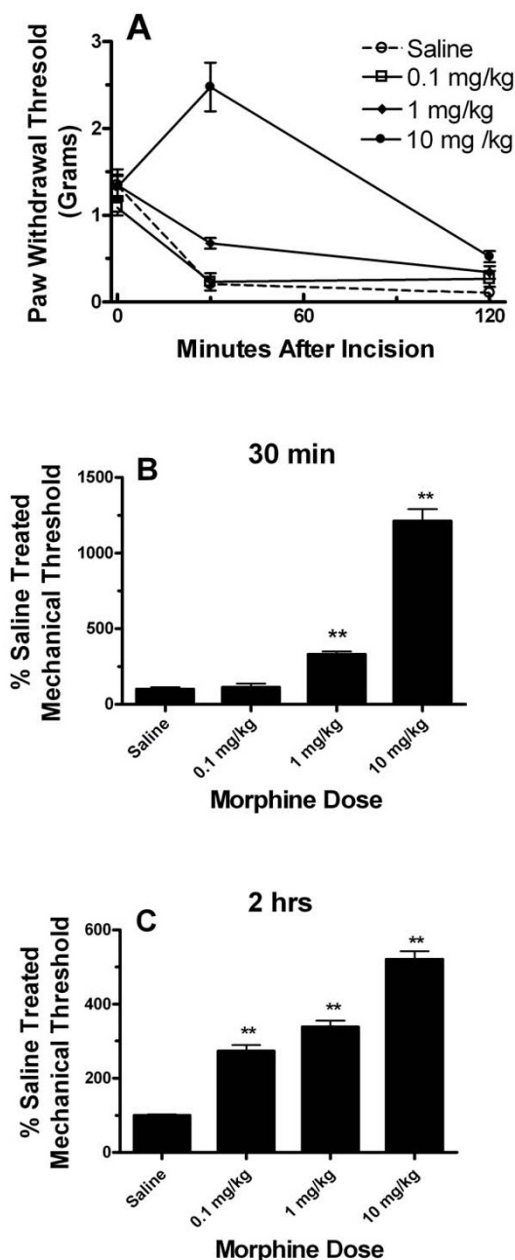 A
Saline
0.1 mg/kg
1 mg/kg
10 mg /kg
Paw Withdrawal Thresold
(Grams)
3
2
1
0
0
60
120
Minutes After Incision
B
30 min
% Saline Treated
Mechanical Threshold
1500
1000
500
0
**
**
Saline
0.1 mg/kg
1 mg/kg
10 mg/kg
Morphine Dose
C
2 hrs
% Saline Treated
Mechanical Threshold
600
400
200
0
**
**
**
Saline
0.1 mg/kg
1 mg/kg
10 mg/kg
Morphine Dose